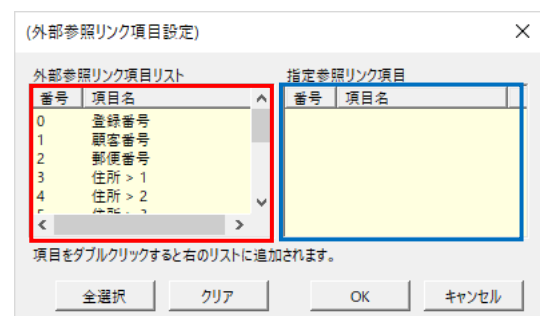 (外部参照リンク項目設定)
外部参照リンク項目リスト
番号 項目名
0 登録番号
1 顧客番号
2 郵便番号
3 住所 > 1
4 住所 > 2
指定参照リンク項目
番号 項目名
項目をダブルクリックすると右のリストに追加されます。
全選択 クリア OK キャンセル